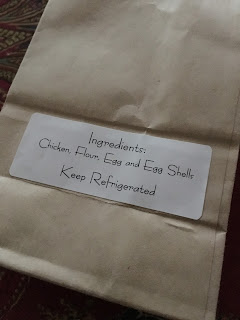 Ingredients:
Chicken, Flour, Egg and Egg Shells
Keep Refrigerated